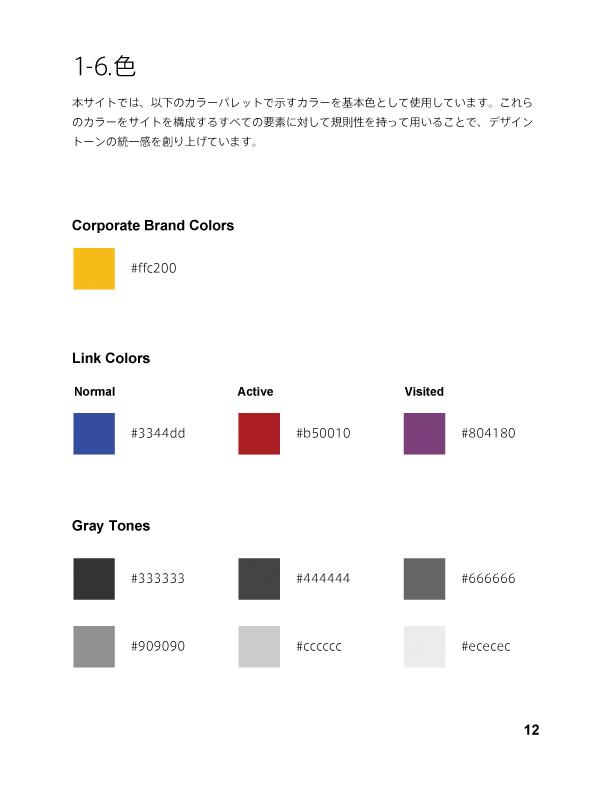 1-6.色
本サイトでは、以下のカラーパレットで示すカラーを基本色として使用しています。これら
のカラーをサイトを構成するすべての要素に対して規則性を持って用いることで、デザイン
トーンの統一感を創り上げています。
Corporate Brand Colors
#ffc200
Link Colors
Normal Active Visited
#3344dd #b50010 #804180
Gray Tones
#333333 #444444 #666666
#909090 #cccccc #ececec
12